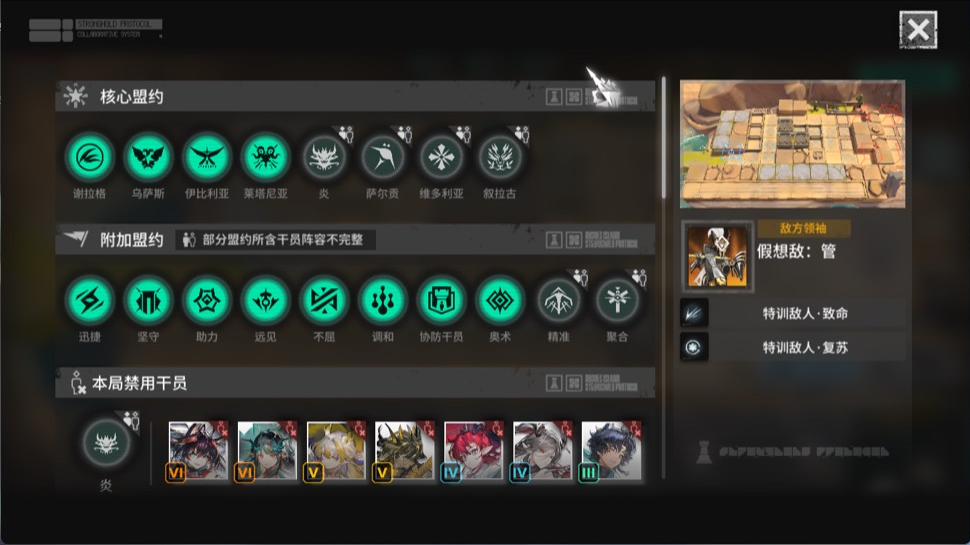 STRONGHOLD PROTOCOL
COLLABORATIVE SYSTEM
核心盟约
谢拉格
乌萨斯
伊比利亚
莱塔尼亚
炎
萨尔贡
维多利亚
叙拉古
附加盟约
部分盟约所含干员阵容不完整
迅捷
坚守
助力
远见
不屈
调和
协防干员
奥术
精准
聚合
本局禁用干员
炎
VI
VI
V
V
IV
IV
III
敌方领袖
假想敌：管
特训敌人·致命
特训敌人·复苏